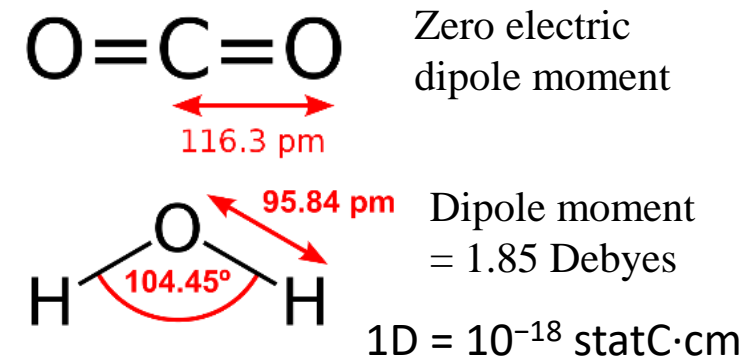 O=C=O
Zero electric
dipole moment
116.3 pm
95.84 pm
O
104.45º
H H
Dipole moment
= 1.85 Debyes
1D = 10⁻¹⁸ statC·cm